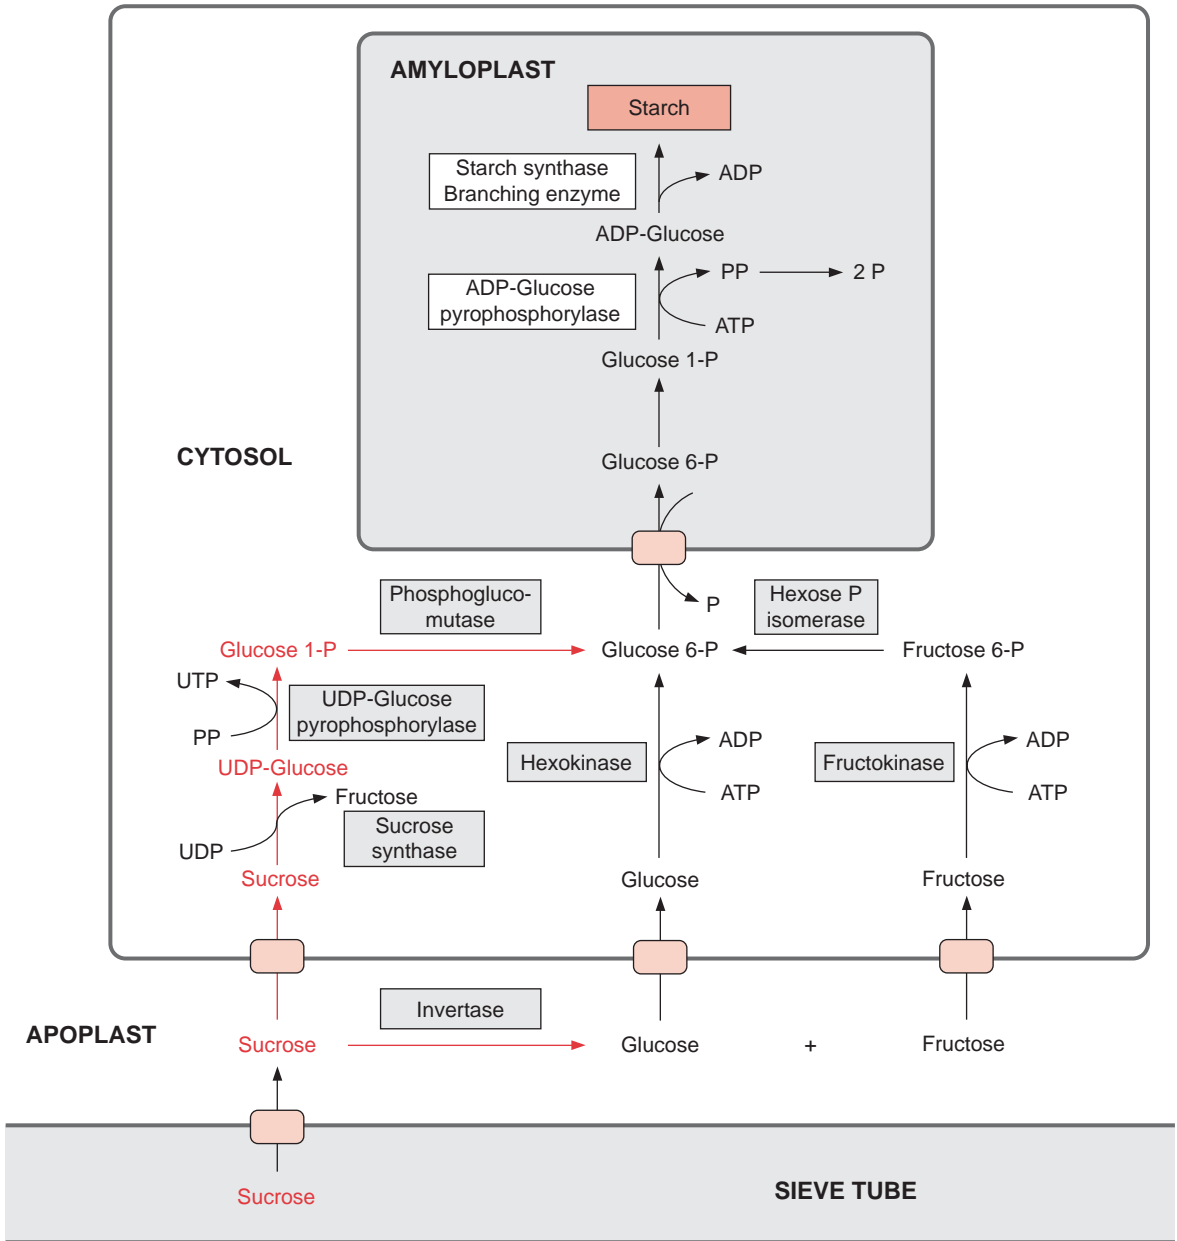 AMYLOPLAST
Starch
Starch synthase
Branching enzyme
ADP
ADP-Glucose
ADP-Glucose
pyrophosphorylase
PP
2 P
ATP
Glucose 1-P
CYTOSOL
Glucose 6-P
Phosphogluco-
mutase
P
Hexose P
isomerase
Glucose 1-P
Glucose 6-P
Fructose 6-P
UTP
UDP-Glucose
pyrophosphorylase
PP
UDP-Glucose
Hexokinase
ADP
ATP
Fructokinase
ADP
ATP
Fructose
UDP
Sucrose
synthase
Sucrose
Glucose
Fructose
Invertase
APOPLAST
Sucrose
Glucose
+
Fructose
Sucrose
SIEVE TUBE